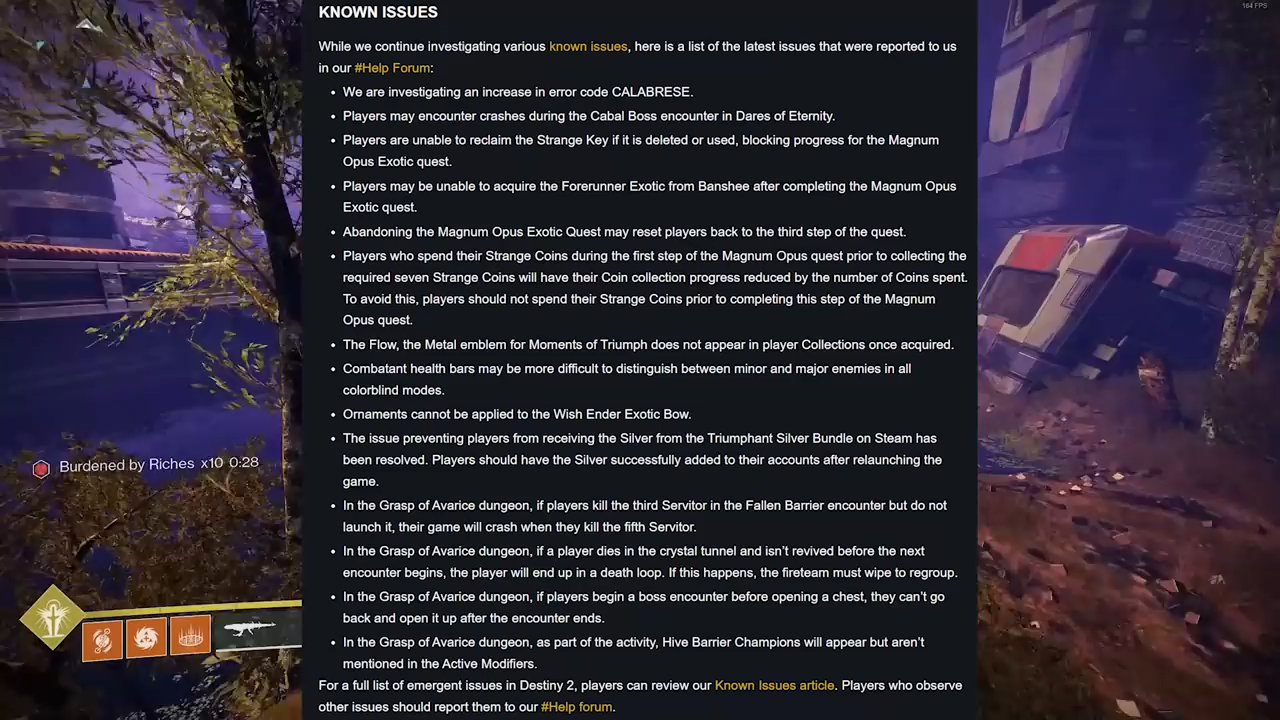 164 FPS
KNOWN ISSUES
While we continue investigating various known issues, here is a list of the latest issues that were reported to us
in our #Help Forum:
• We are investigating an increase in error code CALABRESE.
• Players may encounter crashes during the Cabal Boss encounter in Dares of Eternity.
• Players are unable to reclaim the Strange Key if it is deleted or used, blocking progress for the Magnum
Opus Exotic quest.
• Players may be unable to acquire the Forerunner Exotic from Banshee after completing the Magnum Opus
Exotic quest.
• Abandoning the Magnum Opus Exotic Quest may reset players back to the third step of the quest.
• Players who spend their Strange Coins during the first step of the Magnum Opus quest prior to collecting the
required seven Strange Coins will have their Coin collection progress reduced by the number of Coins spent.
To avoid this, players should not spend their Strange Coins prior to completing this step of the Magnum
Opus quest.
• The Flow, the Metal emblem for Moments of Triumph does not appear in player Collections once acquired.
• Combatant health bars may be more difficult to distinguish between minor and major enemies in all
colorblind modes.
• Ornaments cannot be applied to the Wish Ender Exotic Bow.
• The issue preventing players from receiving the Silver from the Triumphant Silver Bundle on Steam has
been resolved. Players should have the Silver successfully added to their accounts after relaunching the
game.
• In the Grasp of Avarice dungeon, if players kill the third Servitor in the Fallen Barrier encounter but do not
launch it, their game will crash when they kill the fifth Servitor.
• In the Grasp of Avarice dungeon, if a player dies in the crystal tunnel and isn't revived before the next
encounter begins, the player will end up in a death loop. If this happens, the fireteam must wipe to regroup.
• In the Grasp of Avarice dungeon, if players begin a boss encounter before opening a chest, they can't go
back and open it up after the encounter ends.
• In the Grasp of Avarice dungeon, as part of the activity, Hive Barrier Champions will appear but aren't
mentioned in the Active Modifiers.
For a full list of emergent issues in Destiny 2, players can review our Known Issues article. Players who observe
other issues should report them to our #Help forum.
Burdened by Riches x10 0:28